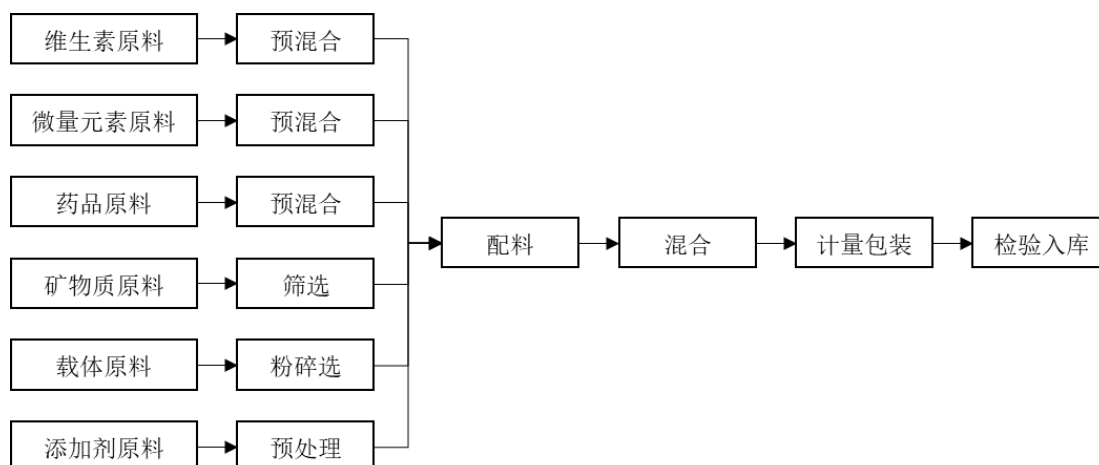 维生素原料 预混合
微量元素原料 预混合
药品原料 预混合
配料 混合 计量包装 检验入库
矿物质原料 筛选
载体原料 粉碎选
添加剂原料 预处理